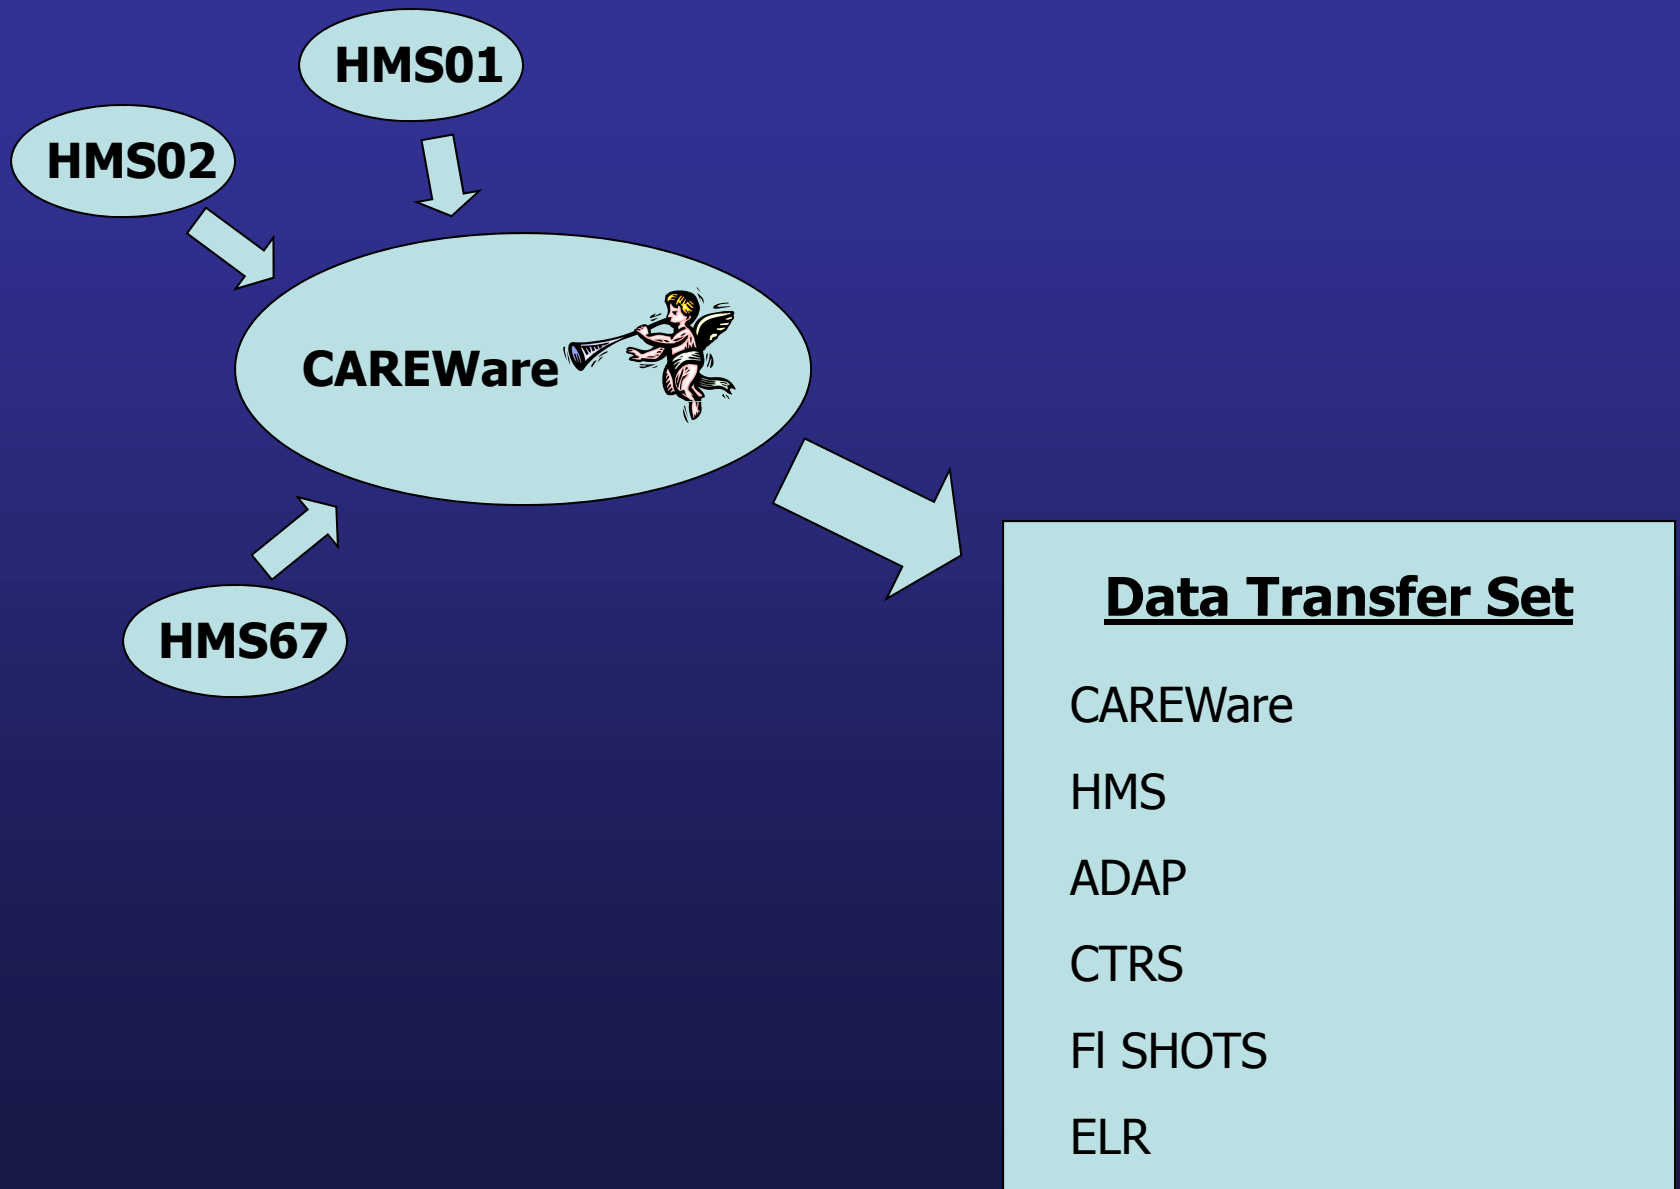 HMS01
HMS02
CAREWare
HMS67
Data Transfer Set
CAREWare
HMS
ADAP
CTRS
Fl SHOTS
ELR